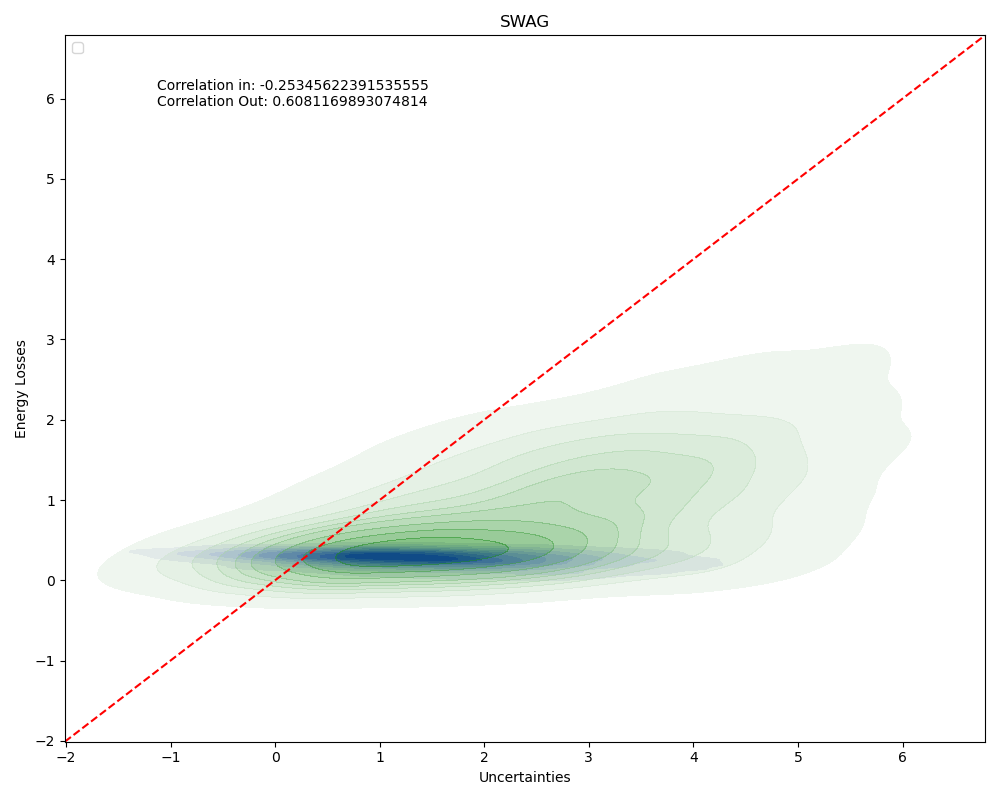 SWAG
Correlation in: -0.25345622391535555
Correlation Out: 0.6081169893074814
6
5
4
3
2
1
0
−1
−2
Energy Losses
−2 −1 0 1 2 3 4 5 6
Uncertainties